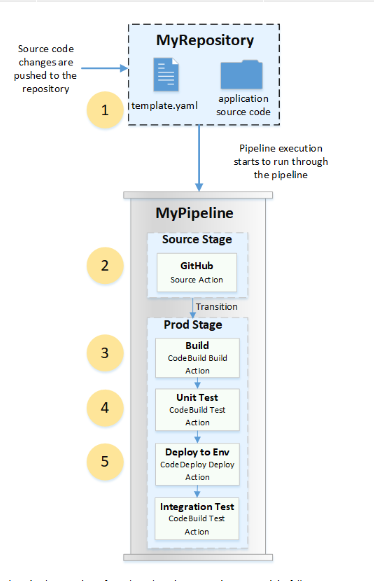 MyRepository
Source code
changes are
pushed to the
repository
template.yaml
application
source code
1
Pipeline execution
starts to run through
the pipeline
MyPipeline
Source Stage
2
GitHub
Source Action
Transition
Prod Stage
3
Build
CodeBuild Build
Action
4
Unit Test
CodeBuild Test
Action
5
Deploy to Env
CodeDeploy Deploy
Action
Integration Test
CodeBuild Test
Action